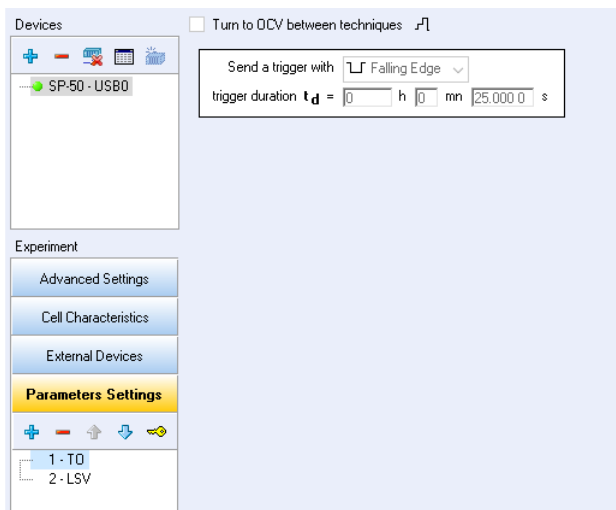 Devices
Turn to OCV between techniques
SP-50 - USB0
Send a trigger with Falling Edge
trigger duration td = 0 h 0 mn 25.000 0 s
Experiment
Advanced Settings
Cell Characteristics
External Devices
Parameters Settings
1 - TO
2 - LSV